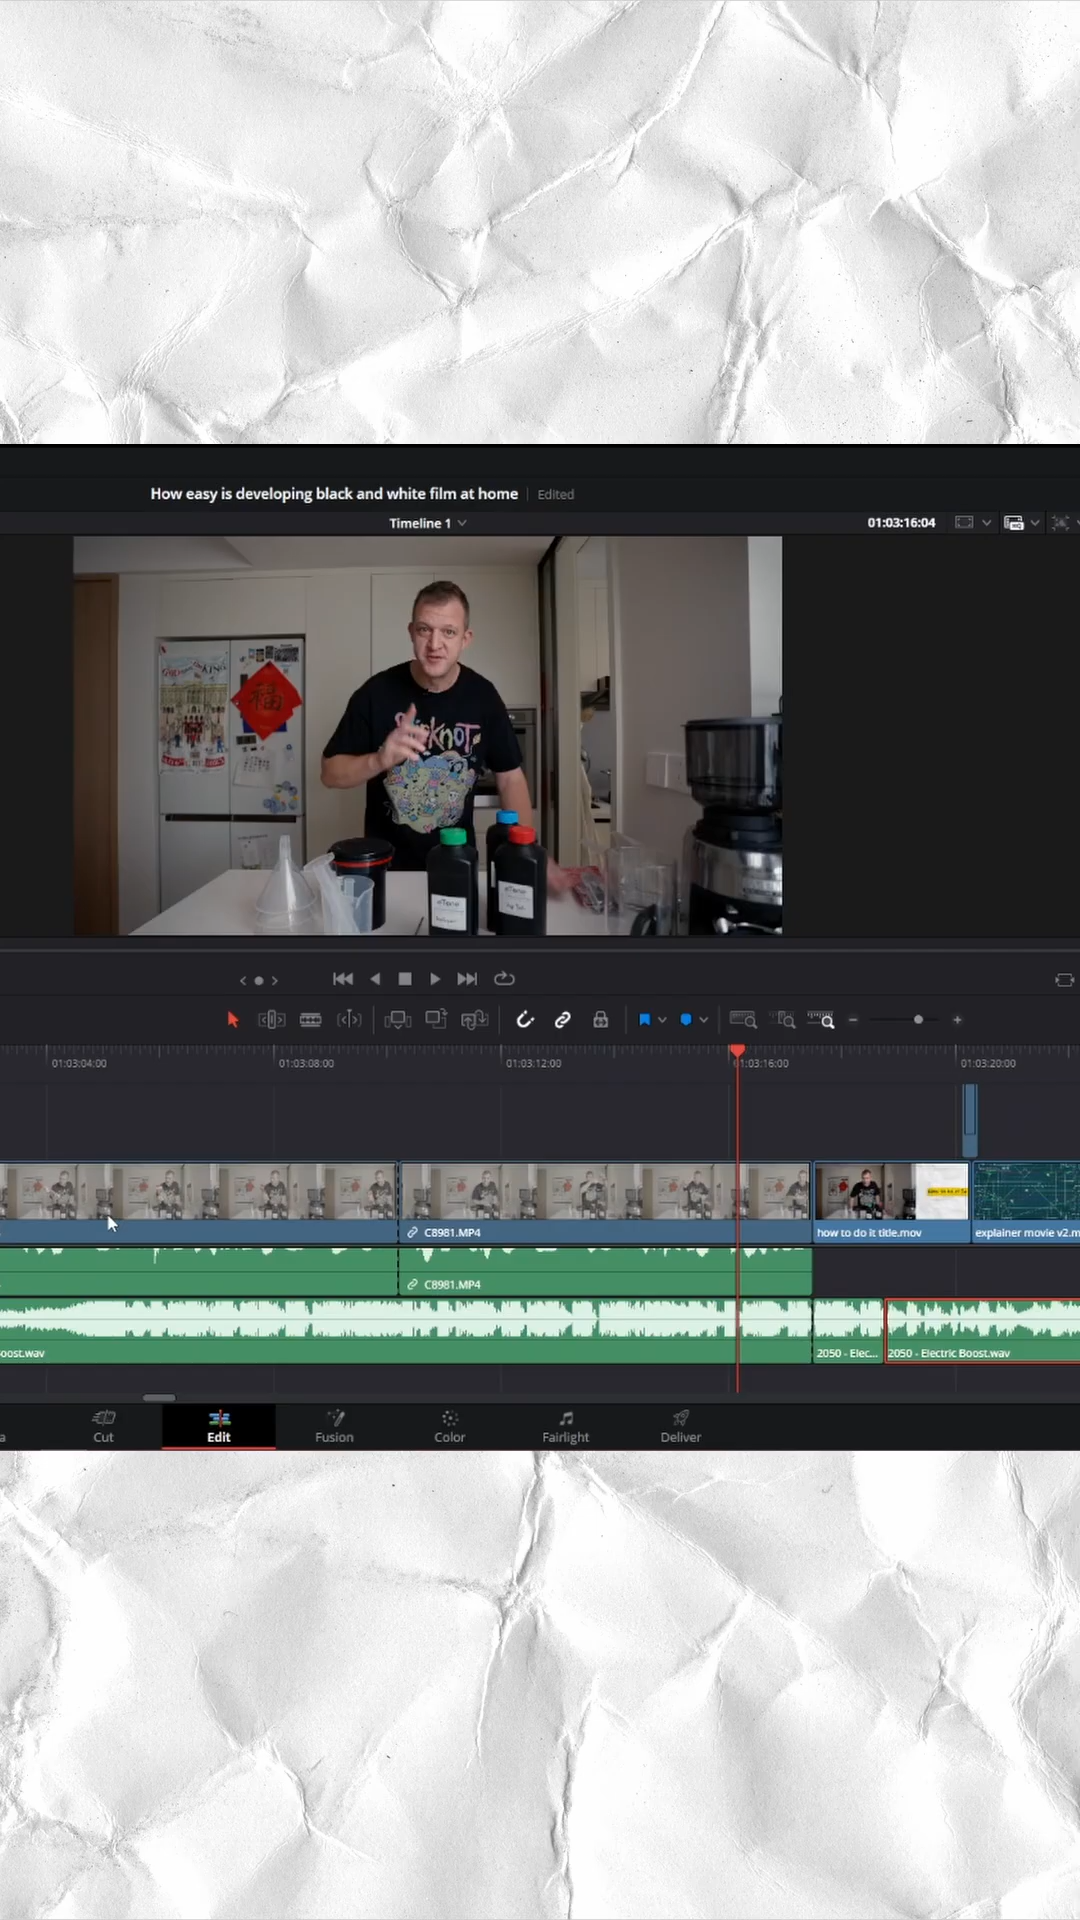 How easy is developing black and white film at home
Edited
Timeline 1
01:03:16:04
福
SlipKnoT
01:03:04:00
01:03:08:00
01:03:12:00
01:03:16:00
01:03:20:00
C8981.MP4
how to do it title.mov
explainer movie v2.m
C8981.MP4
oost.wav
2050 - Elec...
2050 - Electric Boost.wav
a
Cut
Edit
Fusion
Color
Fairlight
Deliver